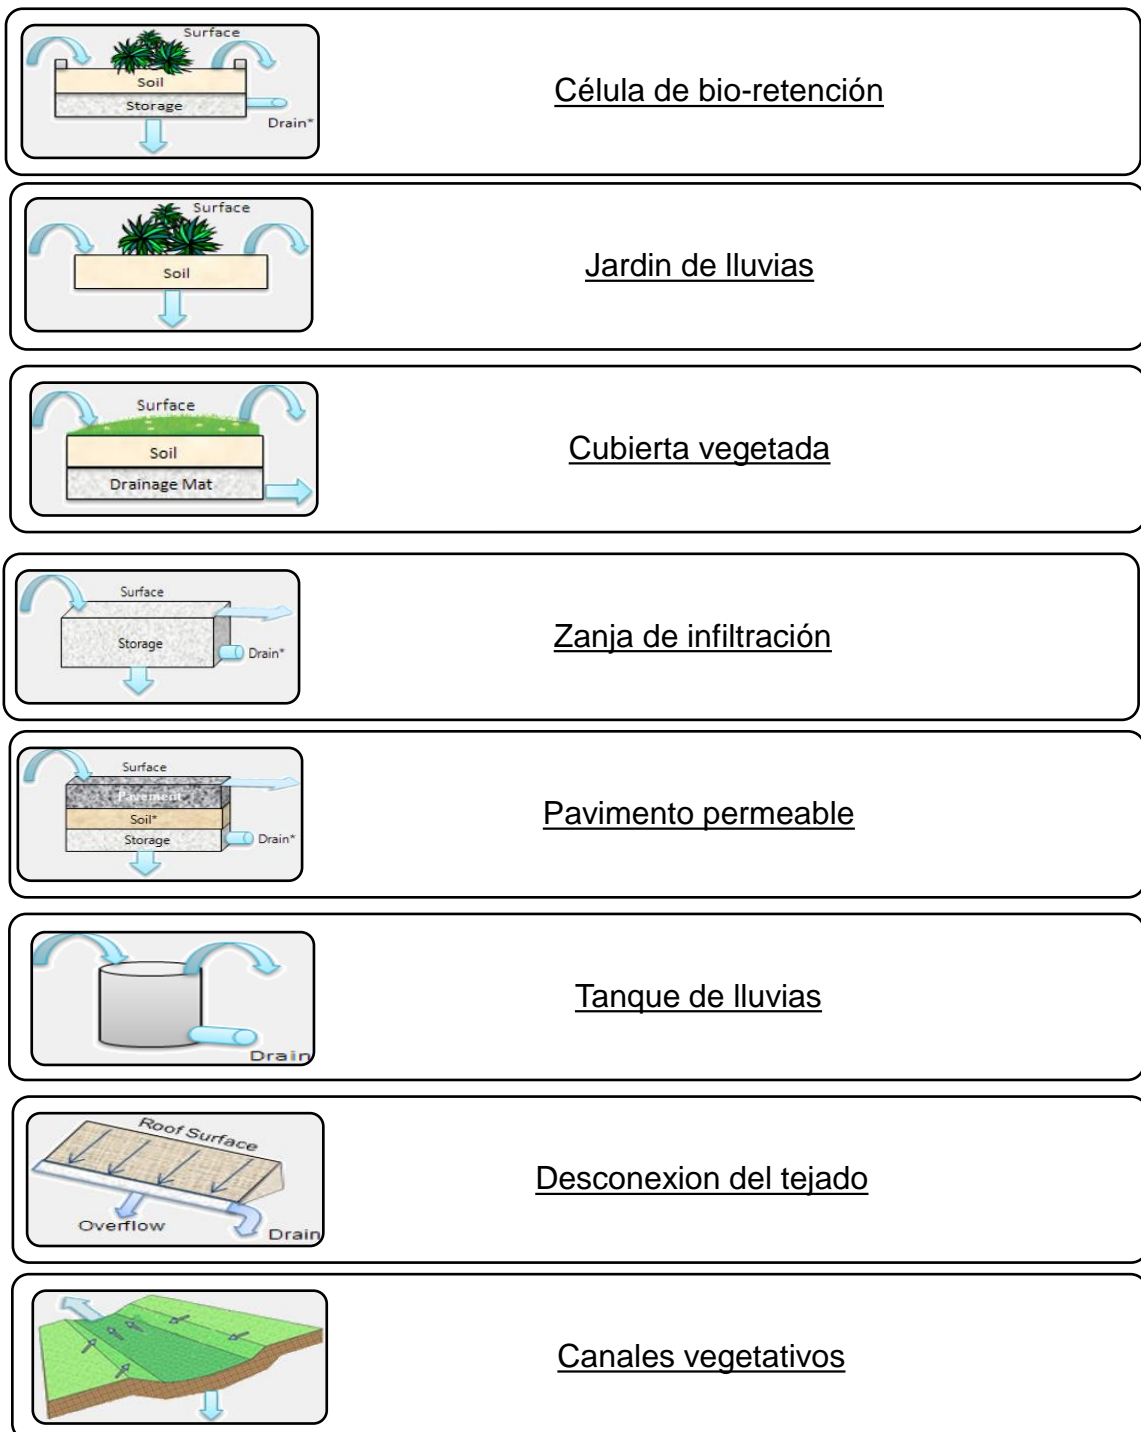 Surface
Soil
Storage
Drain*
Célula de bio-retención
Surface
Soil
Jardin de lluvias
Surface
Soil
Drainage Mat
Cubierta vegetada
Surface
Storage
Drain*
Zanja de infiltración
Surface
Pavement
Soil*
Storage
Drain*
Pavimento permeable
Drain
Tanque de lluvias
Roof Surface
Overflow
Drain
Desconexion del tejado
Canales vegetativos